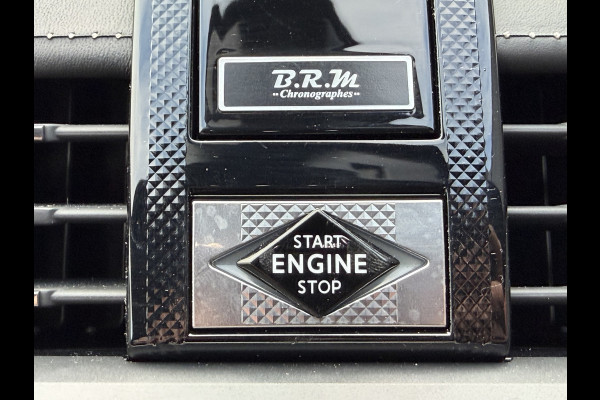 B.R.M
Chronographes
START
ENGINE
STOP